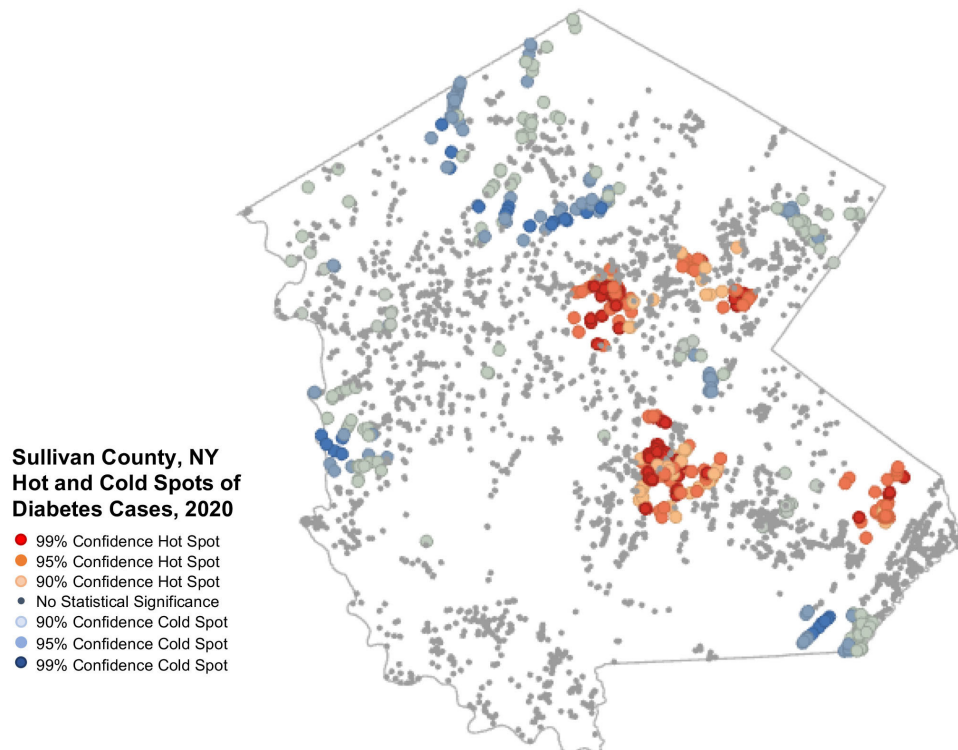 Sullivan County, NY
Hot and Cold Spots of
Diabetes Cases, 2020
99% Confidence Hot Spot
95% Confidence Hot Spot
90% Confidence Hot Spot
No Statistical Significance
90% Confidence Cold Spot
95% Confidence Cold Spot
99% Confidence Cold Spot